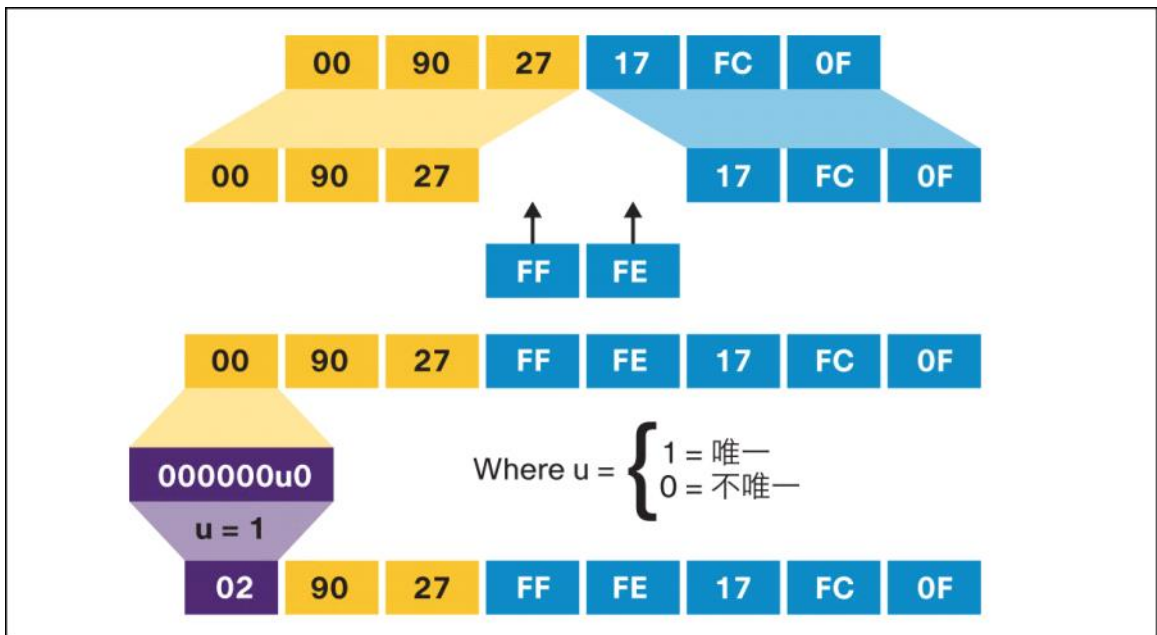 00 90 27 17 FC 0F
00 90 27 17 FC 0F
FF FE
00 90 27 FF FE 17 FC 0F
000000u0
Where u = { 1 = 唯一
0 = 不唯一
u = 1
02 90 27 FF FE 17 FC 0F